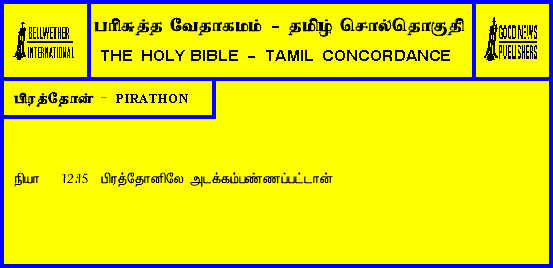 BELLWETHER
INTERNATIONAL
பரிசுத்த வேதாகமம் - தமிழ் சொல்தொகுதி
THE HOLY BIBLE - TAMIL CONCORDANCE
GOOD NEWS
PUBLISHERS
பிரத்தோன் - PIRATHON
நியா 12:15 பிரத்தோனிலே அடக்கம்பண்ணப்பட்டான்